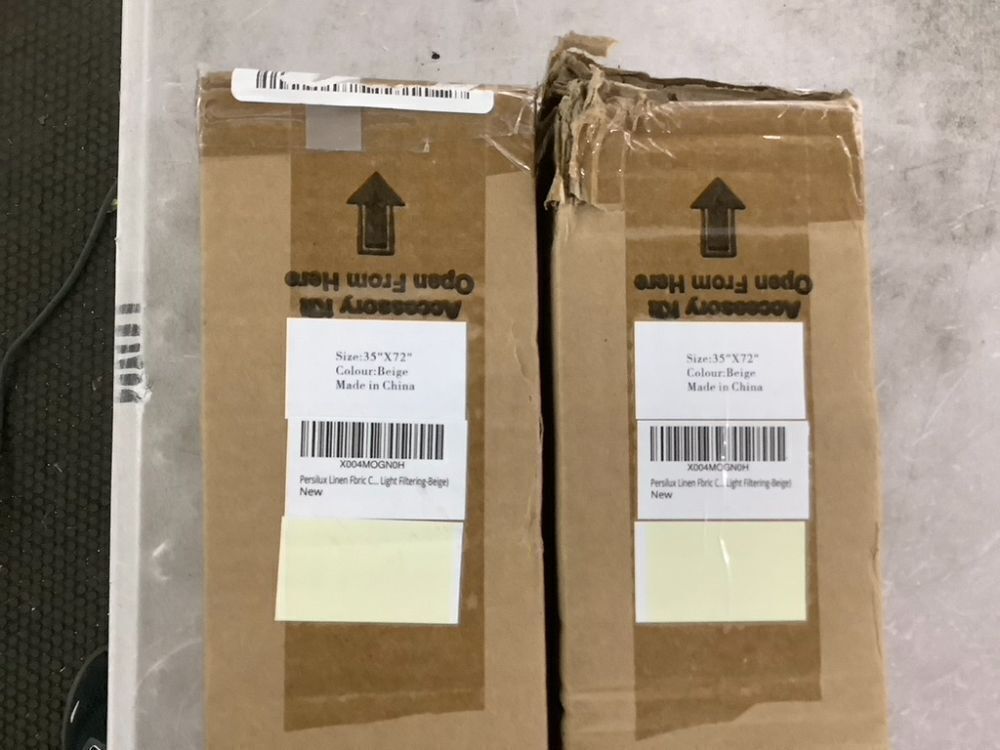 Open From Here
Accessory Kit
Size:35"X72"
Colour:Beige
Made in China
X004MOGN0H
Persilux Linen Fbric C... Light Filtering-Beige)
New
Open From Here
Accessory Kit
Size:35"X72"
Colour:Beige
Made in China
X004MOGN0H
Persilux Linen Fbric C... Light Filtering-Beige)
New